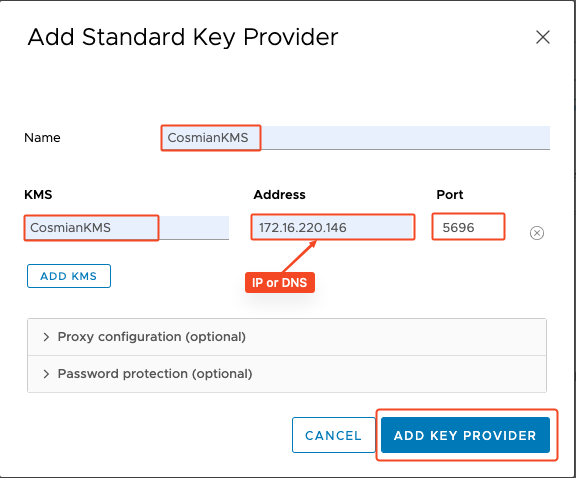 Add Standard Key Provider
Name
CosmianKMS
KMS Address Port
CosmianKMS 172.16.220.146 5696
ADD KMS
IP or DNS
Proxy configuration (optional)
Password protection (optional)
CANCEL ADD KEY PROVIDER